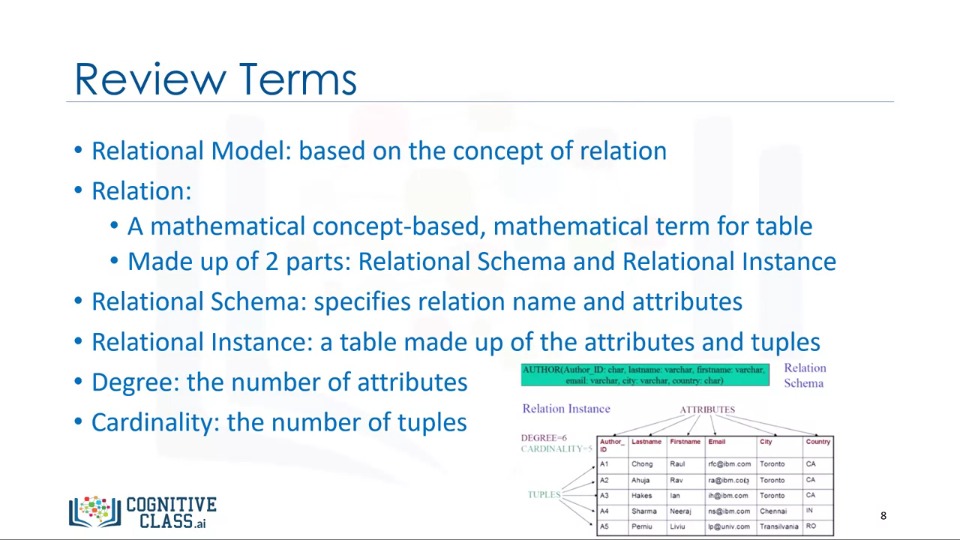 Review Terms
• Relational Model: based on the concept of relation
• Relation:
• A mathematical concept-based, mathematical term for table
• Made up of 2 parts: Relational Schema and Relational Instance
• Relational Schema: specifies relation name and attributes
• Relational Instance: a table made up of the attributes and tuples
• Degree: the number of attributes
• Cardinality: the number of tuples
AUTHOR(Author_ID: char, lastname: varchar, firstname: varchar,
email: varchar, city: varchar, country: char)
Relation
Schema
Relation Instance
ATTRIBUTES
DEGREE=6
CARDINALITY=5
TUPLES
Author_ID Lastname Firstname Email City Country
A1 Chong Raul rfc@ibm.com Toronto CA
A2 Ahuja Rav ra@ibm.com Toronto CA
A3 Hakes Ian ih@ibm.com Toronto CA
A4 Sharma Neeraj ns@ibm.com Chennai IN
A5 Perniu Liviu lp@univ.com Transilvania RO
COGNITIVE
CLASS.ai
8